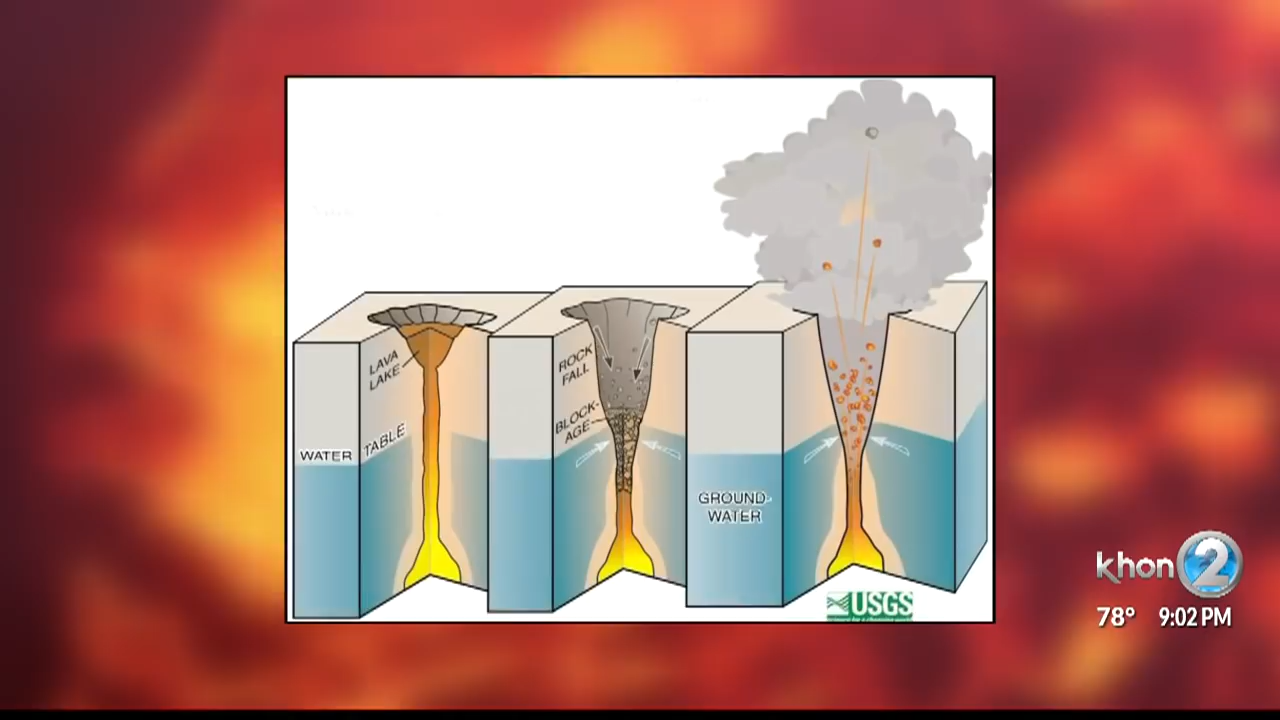 LAVA
LAKE
WATER TABLE
ROCK
FALL
BLOCK-
AGE
GROUND-
WATER
USGS
khon 2
78° 9:02 PM